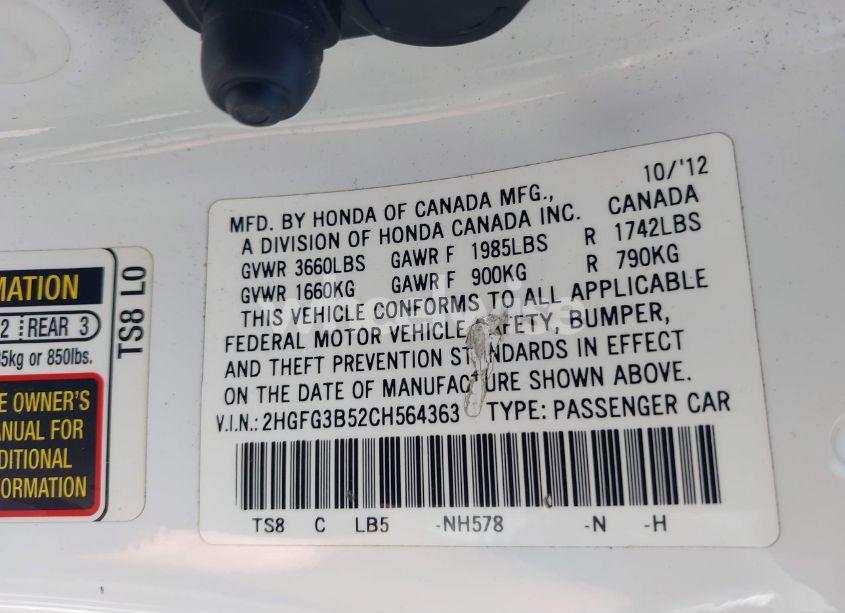 10/'12
MFD. BY HONDA OF CANADA MFG.,
A DIVISION OF HONDA CANADA INC. CANADA
GVWR 3660LBS GAWR F 1985LBS R 1742LBS
GVWR 1660KG GAWR F 900KG R 790KG
THIS VEHICLE CONFORMS TO ALL APPLICABLE
FEDERAL MOTOR VEHICLE SAFETY, BUMPER,
AND THEFT PREVENTION STANDARDS IN EFFECT
ON THE DATE OF MANUFACTURE SHOWN ABOVE.
V.I.N.: 2HGFG3B52CH564363 TYPE: PASSENGER CAR
TS8 C LB5 -NH578 -N -H
MATION
2 REAR 3
5kg or 850lbs.
E OWNER'S
ANUAL FOR
DITIONAL
FORMATION
TS8 L0